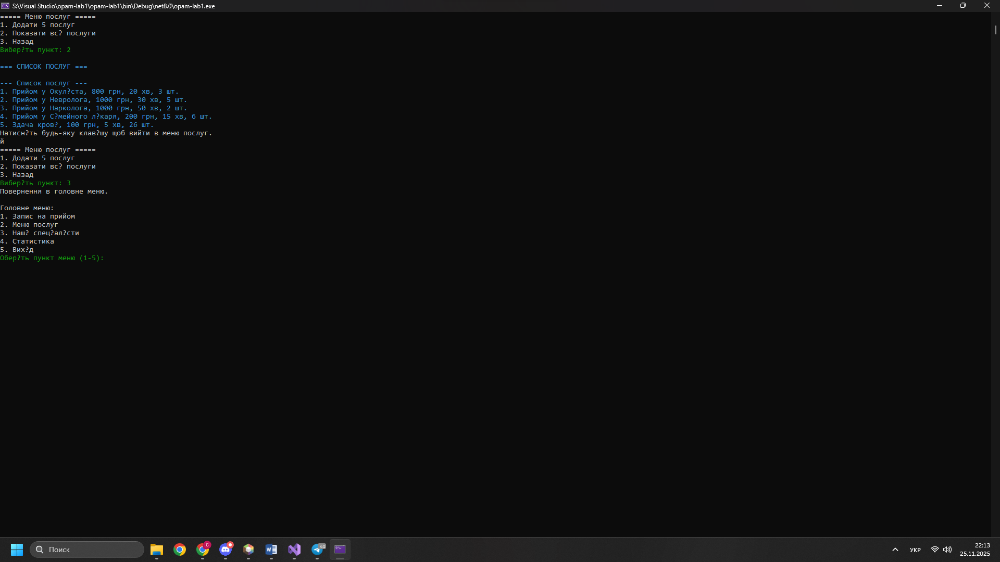 S:\Visual Studio\opam-lab1\opam-lab1\bin\Debug\net8.0\opam-lab1.exe
===== Меню послуг =====
1. Додати 5 послуг
2. Показати вс? послуги
3. Назад
Вибер?ть пункт: 2
=== СПИСОК ПОСЛУГ ===
--- Список послуг ---
1. Прийом у Окул?ста, 800 грн, 20 хв, 3 шт.
2. Прийом у Невролога, 1000 грн, 30 хв, 5 шт.
3. Прийом у Нарколога, 1000 грн, 50 хв, 2 шт.
4. Прийом у С?мейного л?каря, 200 грн, 15 хв, 6 шт.
5. Здача кров?, 100 грн, 5 хв, 26 шт.
Натисн?ть будь-яку клав?шу щоб вийти в меню послуг.
й
===== Меню послуг =====
1. Додати 5 послуг
2. Показати вс? послуги
3. Назад
Вибер?ть пункт: 3
Повернення в головне меню.
Головне меню:
1. Запис на прийом
2. Меню послуг
3. Наш? спец?ал?сти
4. Статистика
5. Вих?д
Обер?ть пункт меню (1-5):
Поиск
C
60
УКР
22:13
25.11.2025